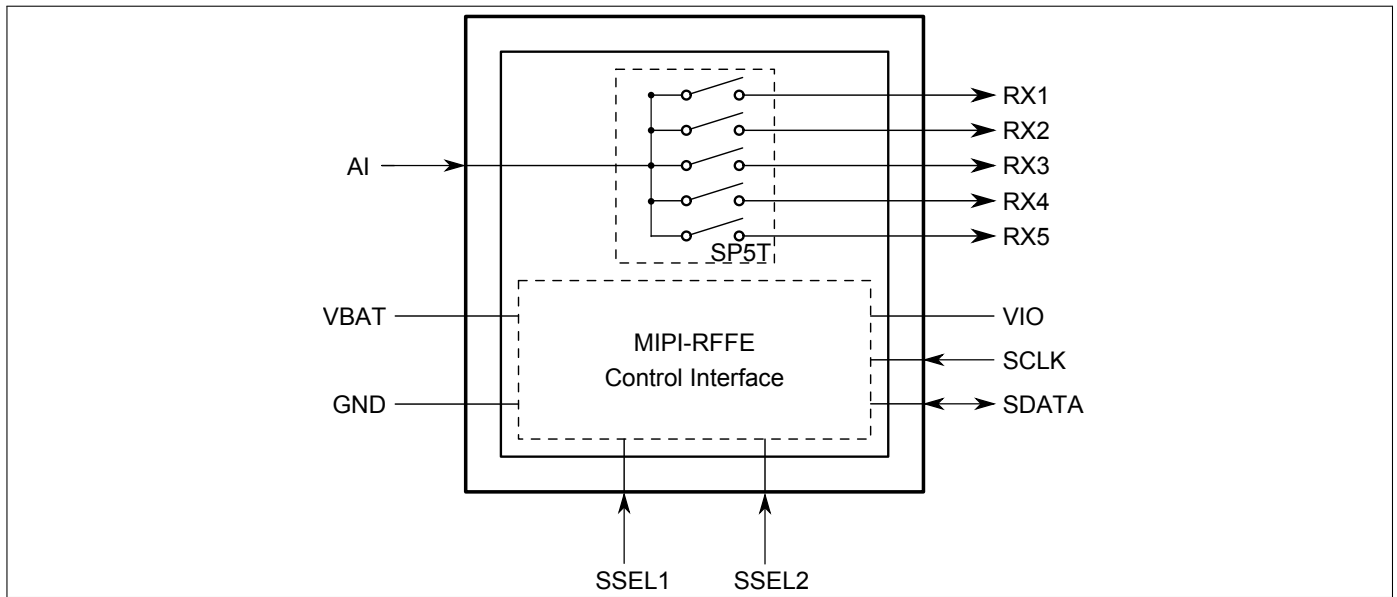 RX1
RX2
AI
RX3
RX4
RX5
SP5T
VBAT
VIO
MIPI-RFFE
Control Interface
SCLK
GND
SDATA
SSEL1
SSEL2